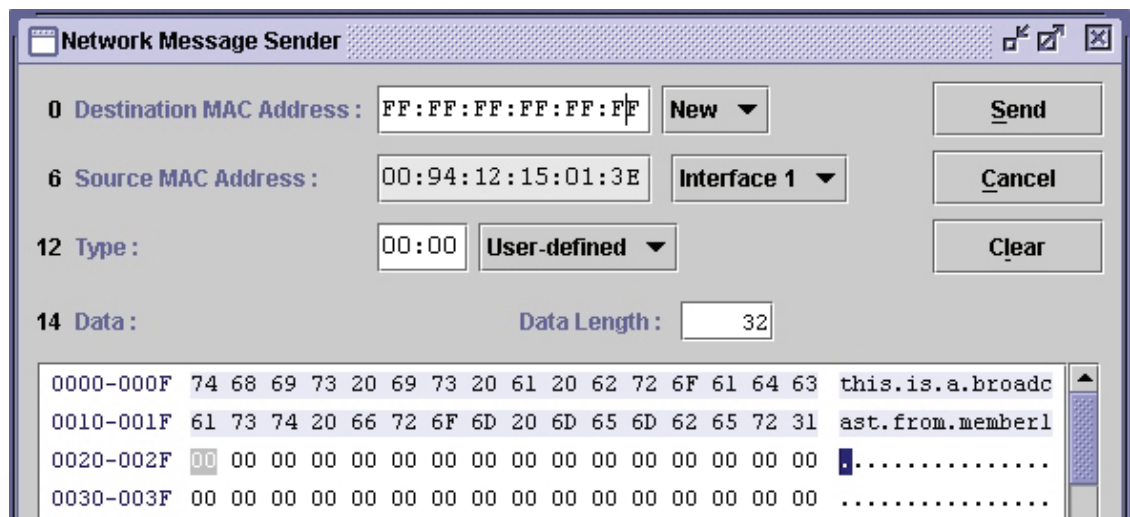 Network Message Sender
0 Destination MAC Address : FF:FF:FF:FF:FF:FF New Send
6 Source MAC Address : 00:94:12:15:01:3E Interface 1 Cancel
12 Type : 00:00 User-defined Clear
14 Data : Data Length : 32
0000-000F 74 68 69 73 20 69 73 20 61 20 62 72 6F 61 64 63 this.is.a.broadc
0010-001F 61 73 74 20 66 72 6F 6D 20 6D 65 6D 62 65 72 31 ast.from.member1
0020-002F 00 00 00 00 00 00 00 00 00 00 00 00 00 00 00 00 ................
0030-003F 00 00 00 00 00 00 00 00 00 00 00 00 00 00 00 00 ................